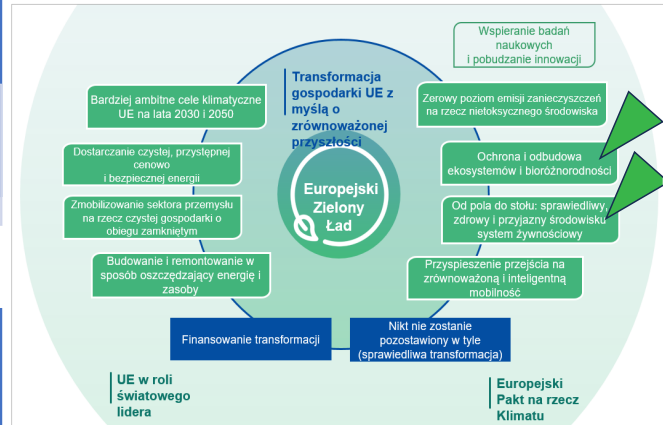 Wspieranie badań
naukowych
i pobudzanie innowacji
Transformacja
gospodarki UE z
myślą o
zrównoważonej
przyszłości
Bardziej ambitne cele klimatyczne
UE na lata 2030 i 2050
Zerowy poziom emisji zanieczyszczeń
na rzecz nietoksycznego środowiska
Dostarczanie czystej, przystępnej
cenowo
i bezpiecznej energii
Ochrona i odbudowa
ekosystemów i bioróżnorodności
Europejski
Zielony
Ład
Zmobilizowanie sektora przemysłu
na rzecz czystej gospodarki o
obiegu zamkniętym
Od pola do stołu: sprawiedliwy,
zdrowy i przyjazny środowisku
system żywnościowy
Budowanie i remontowanie w
sposób oszczędzający energię i
zasoby
Przyspieszenie przejścia na
zrównoważoną i inteligentną
mobilność
Finansowanie transformacji
Nikt nie zostanie
pozostawiony w tyle
(sprawiedliwa transformacja)
UE w roli
światowego
lidera
Europejski
Pakt na rzecz
Klimatu